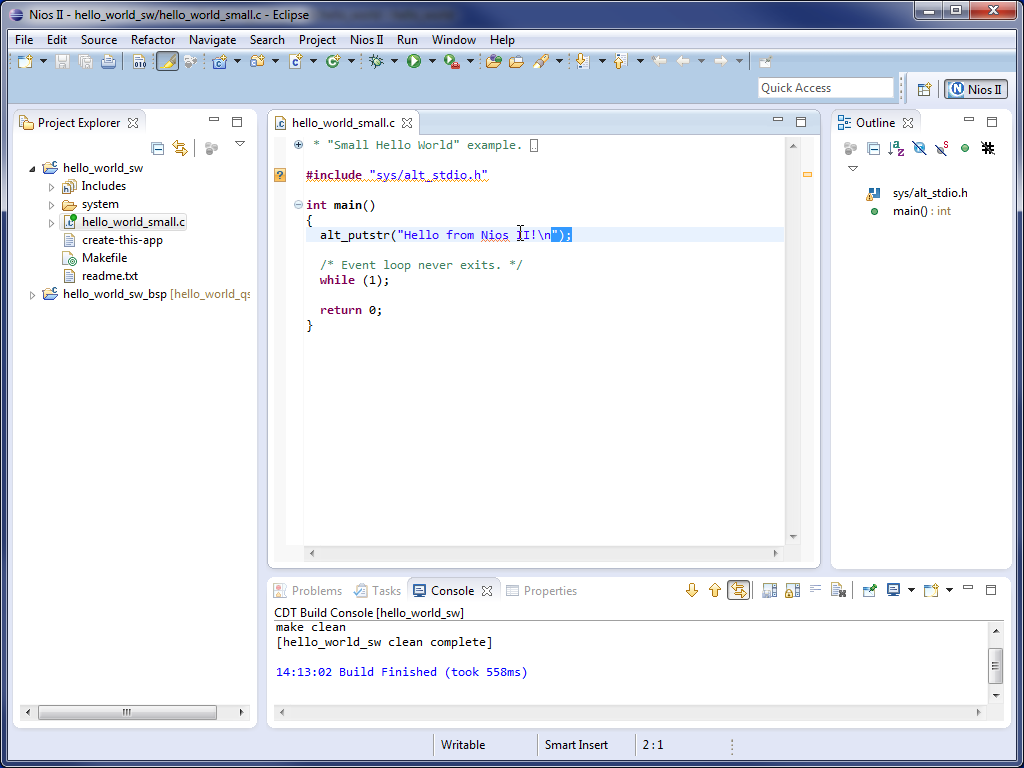 Nios II - hello_world_sw/hello_world_small.c - Eclipse
File Edit Source Refactor Navigate Search Project Nios II Run Window Help
Quick Access
Nios II
Project Explorer
hello_world_sw
Includes
system
hello_world_small.c
create-this-app
Makefile
readme.txt
hello_world_sw_bsp [hello_world_qs
hello_world_small.c
* "Small Hello World" example.
#include "sys/alt_stdio.h"
int main()
{
alt_putstr("Hello from Nios II!\n");
/* Event loop never exits. */
while (1);
return 0;
}
Outline
sys/alt_stdio.h
main() : int
Problems Tasks Console Properties
CDT Build Console [hello_world_sw]
make clean
[hello_world_sw clean complete]
14:13:02 Build Finished (took 558ms)
Writable Smart Insert 2 : 1